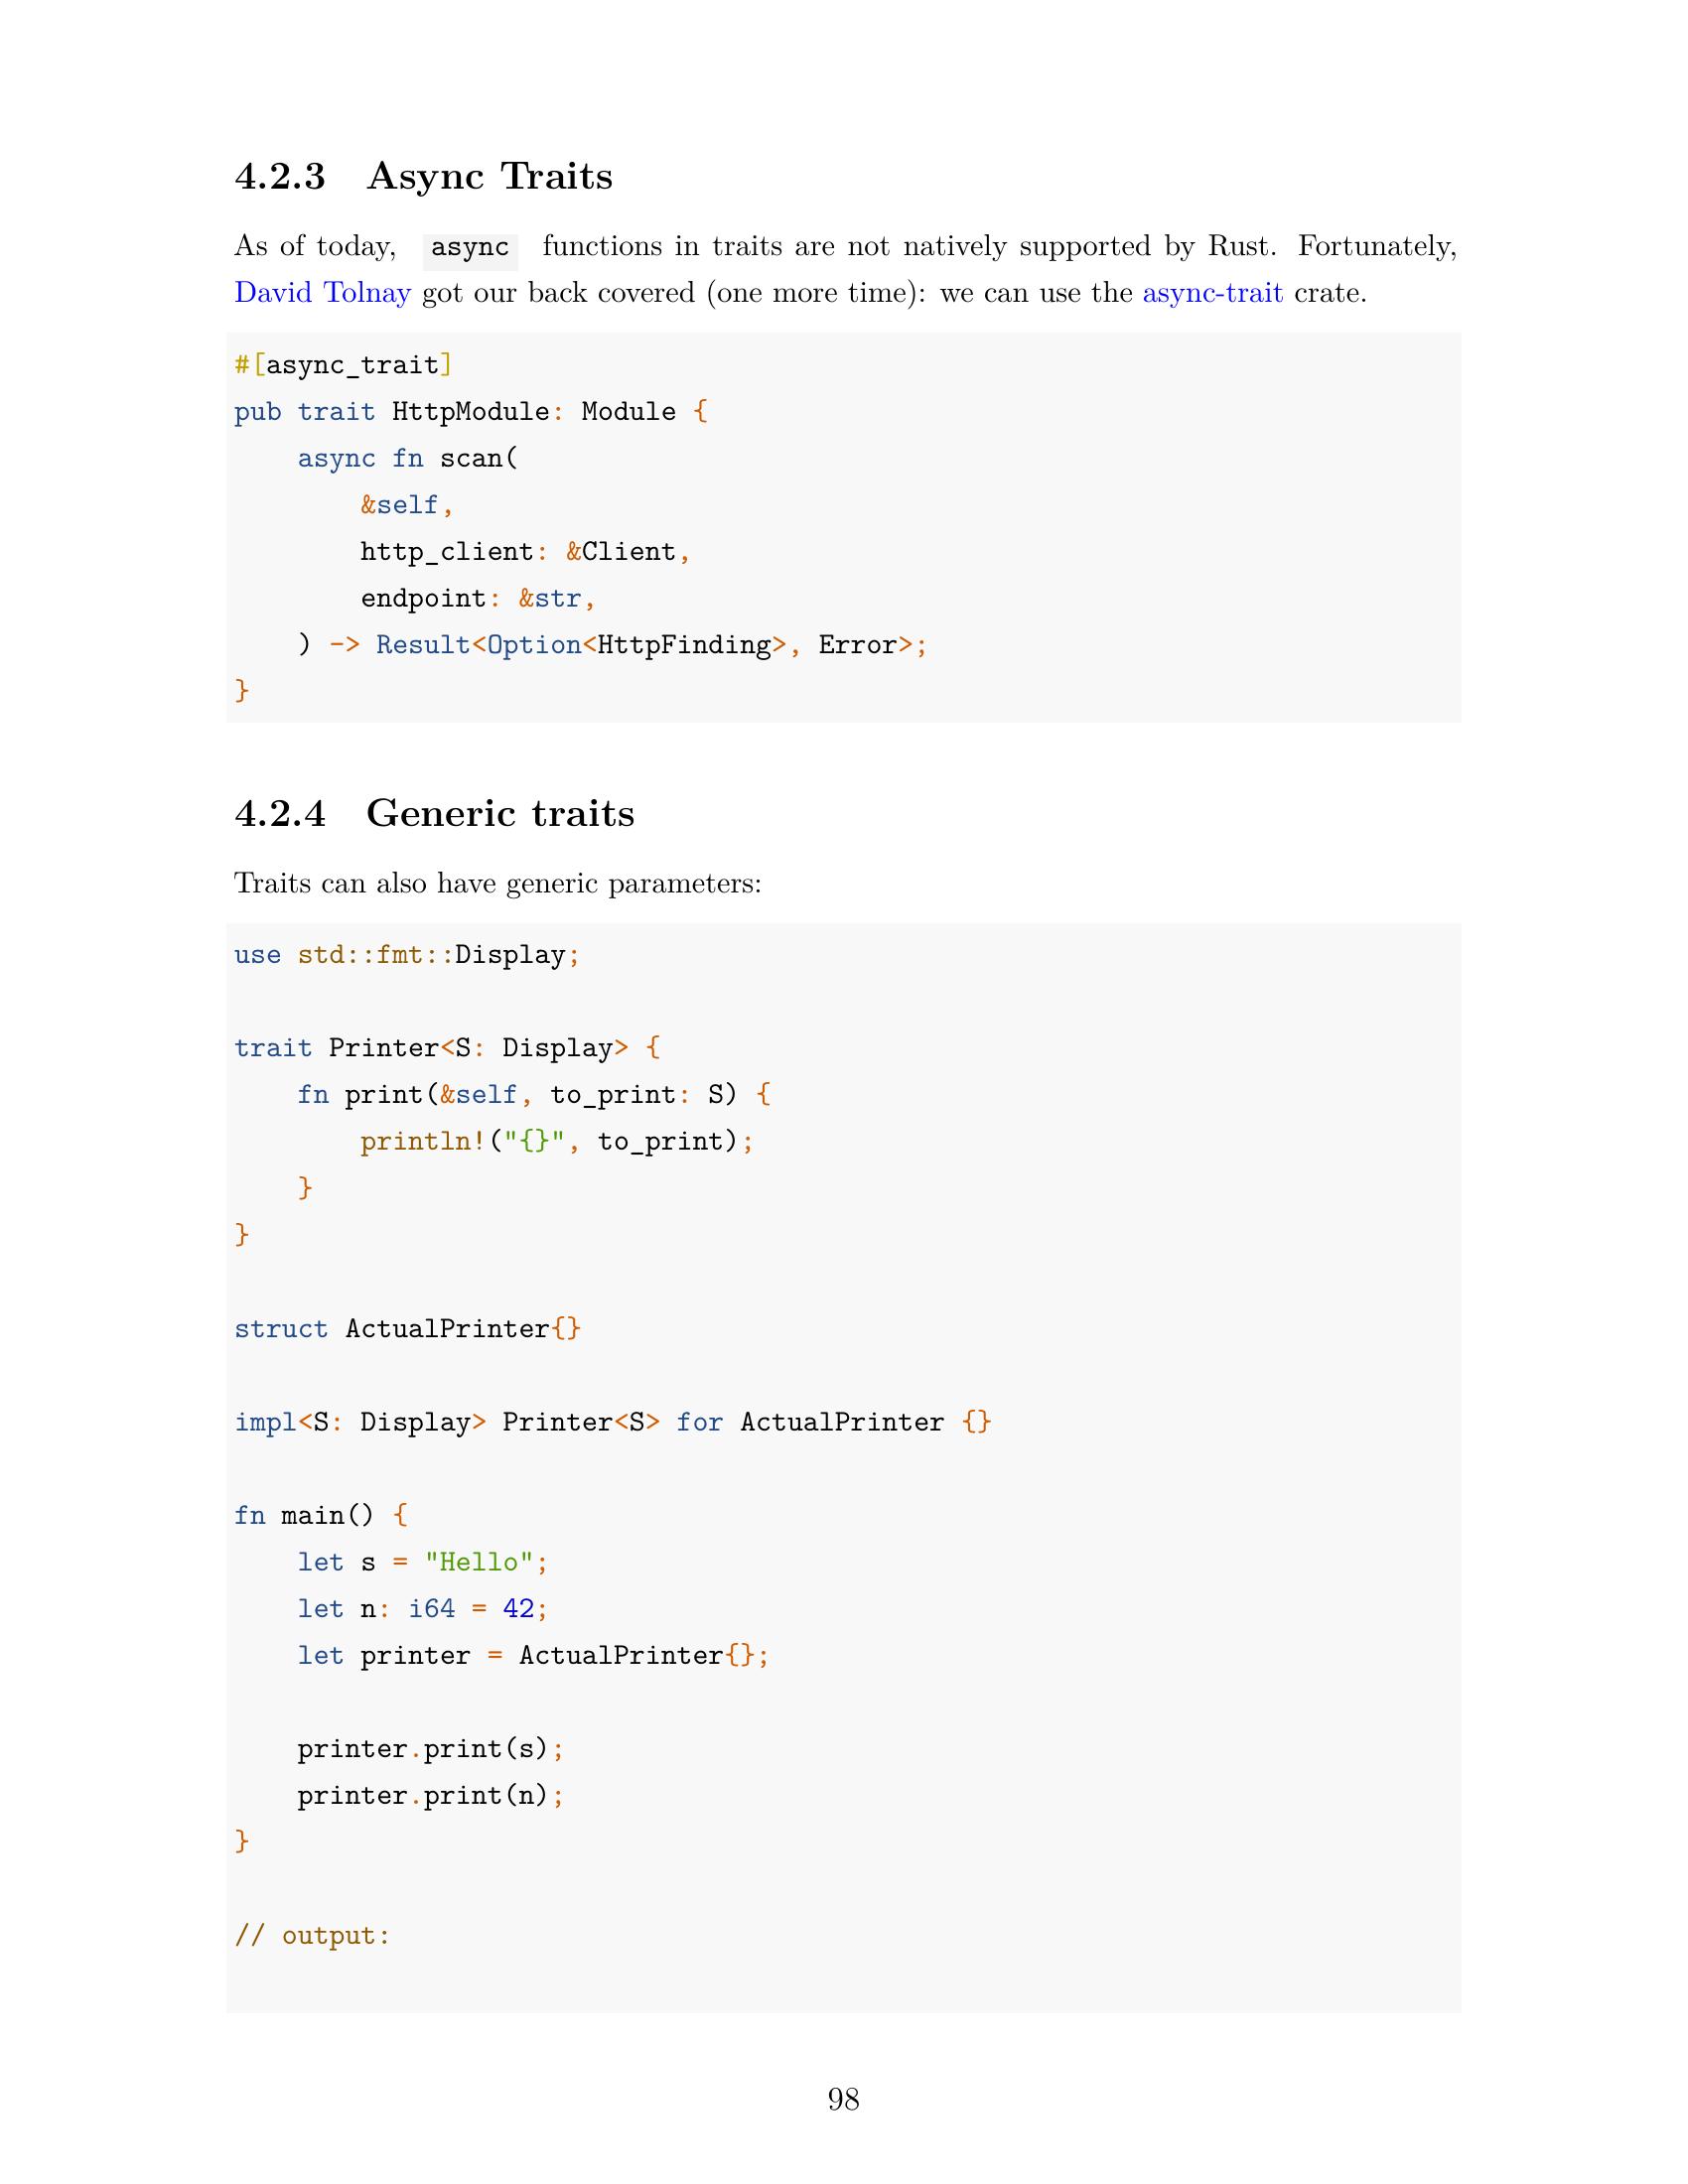 4.2.3 Async Traits
As of today, async functions in traits are not natively supported by Rust. Fortunately,
David Tolnay got our back covered (one more time): we can use the async-trait crate.
#[async_trait]
pub trait HttpModule: Module {
    async fn scan(
        &self,
        http_client: &Client,
        endpoint: &str,
    ) -> Result<Option<HttpFinding>, Error>;
}
4.2.4 Generic traits
Traits can also have generic parameters:
use std::fmt::Display;
trait Printer<S: Display> {
    fn print(&self, to_print: S) {
        println!("{}", to_print);
    }
}
struct ActualPrinter{}
impl<S: Display> Printer<S> for ActualPrinter {}
fn main() {
    let s = "Hello";
    let n: i64 = 42;
    let printer = ActualPrinter{};
    printer.print(s);
    printer.print(n);
}
// output:
98